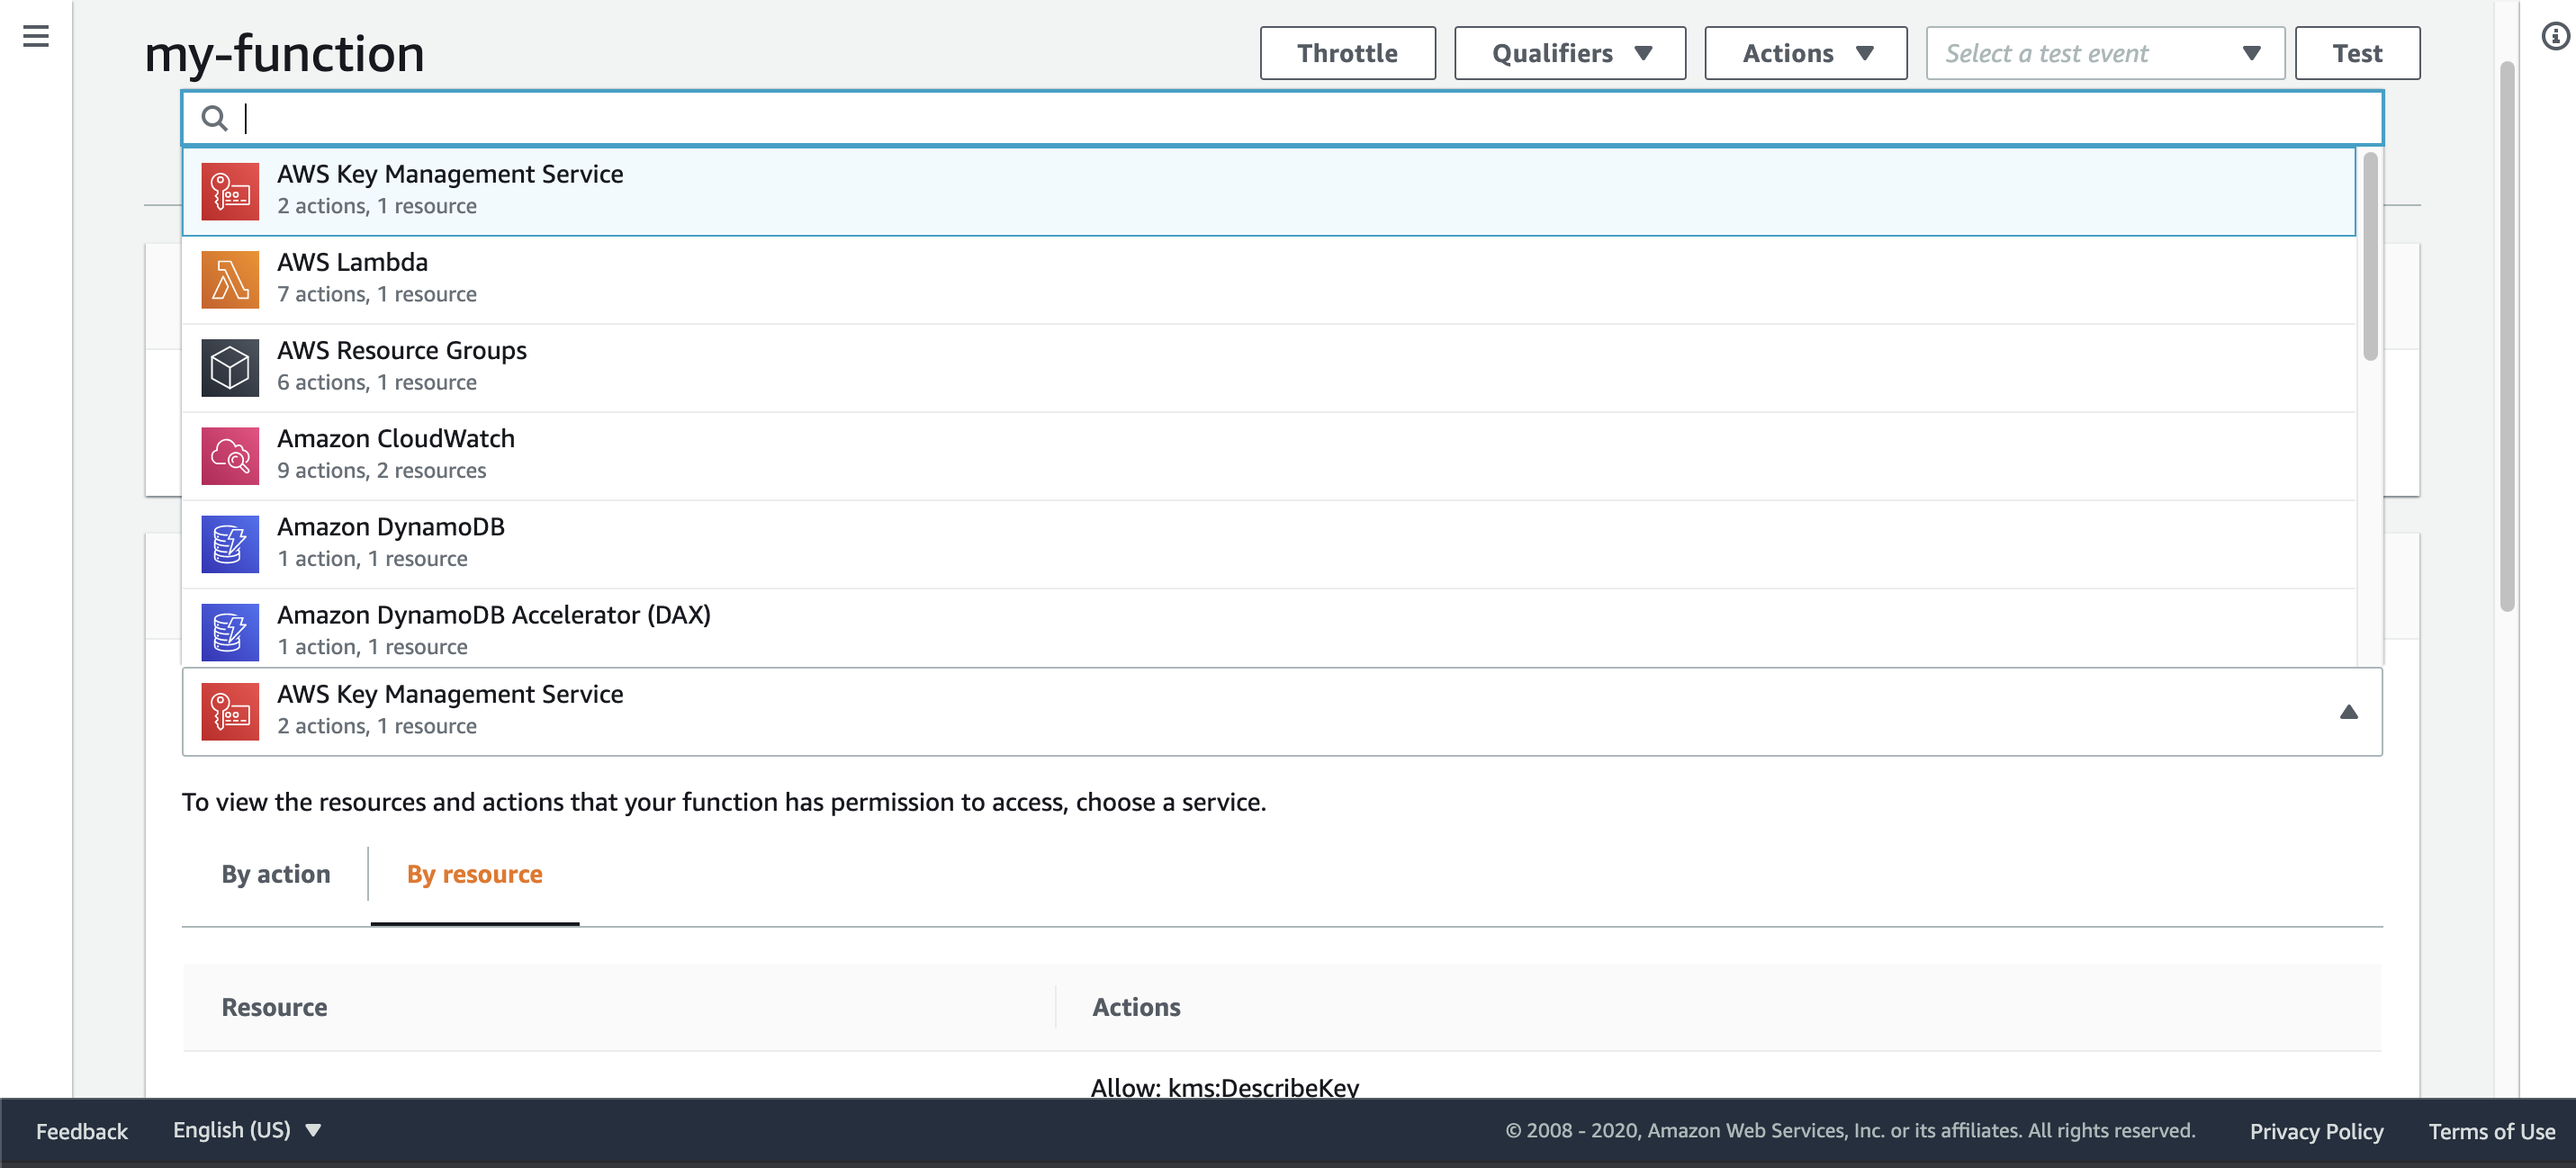 my-function
Throttle
Qualifiers
Actions
Select a test event
Test
AWS Key Management Service
2 actions, 1 resource
AWS Lambda
7 actions, 1 resource
AWS Resource Groups
6 actions, 1 resource
Amazon CloudWatch
9 actions, 2 resources
Amazon DynamoDB
1 action, 1 resource
Amazon DynamoDB Accelerator (DAX)
1 action, 1 resource
AWS Key Management Service
2 actions, 1 resource
To view the resources and actions that your function has permission to access, choose a service.
By action
By resource
Resource
Actions
Allow: kms:DescribeKey
Feedback
English (US)
© 2008 - 2020, Amazon Web Services, Inc. or its affiliates. All rights reserved.
Privacy Policy
Terms of Use